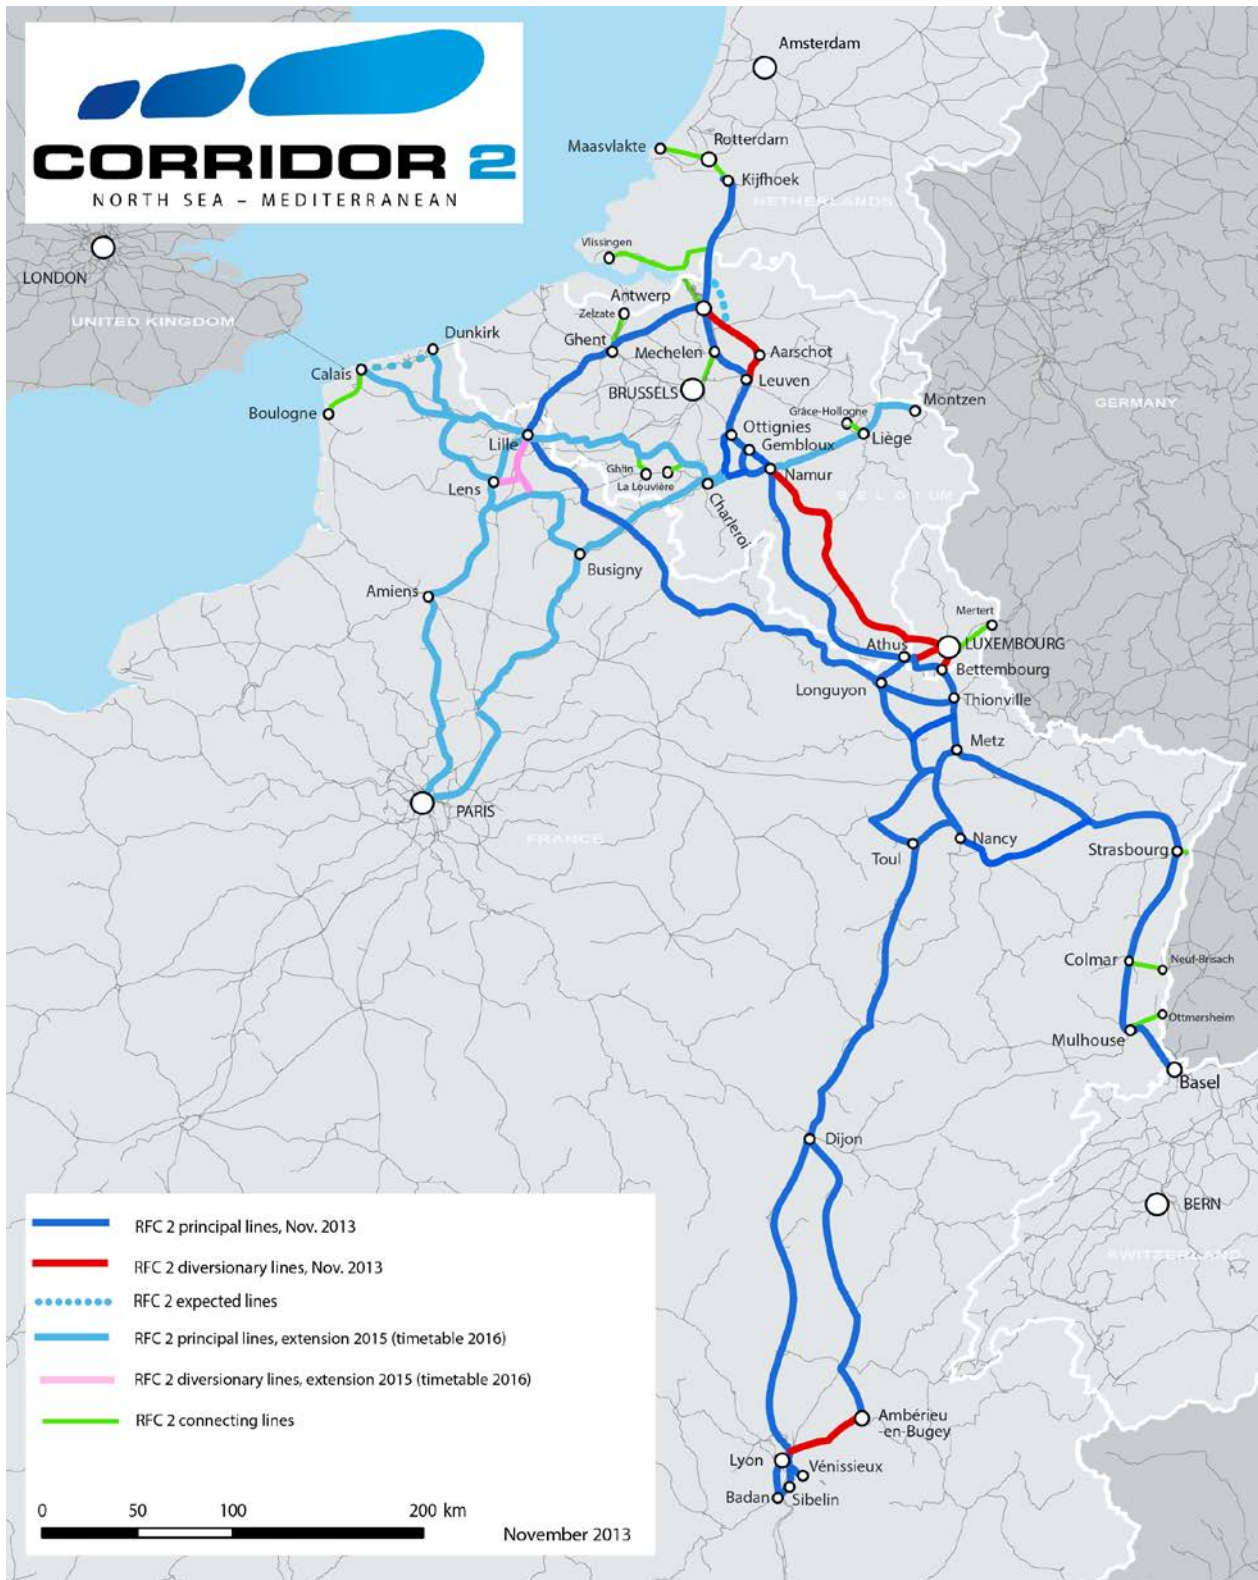 CORRIDOR 2
NORTH SEA – MEDITERRANEAN
Amsterdam
Maasvlakte
Rotterdam
Kijfhoek
NETHERLANDS
Vlissingen
LONDON
UNITED KINGDOM
Antwerp
Zelzate
Dunkirk
Ghent
Mechelen
Aarschot
Calais
Leuven
BRUSSELS
Boulogne
Montzen
Grâce-Hollogne
GERMANY
Ottignies
Liège
Lille
Gembloux
Ghlin
Namur
La Louvière
Lens
BELGIUM
Charleroi
Busigny
Amiens
Mertert
Athus
LUXEMBOURG
Bettembourg
Longuyon
Thionville
Metz
PARIS
FRANCE
Nancy
Toul
Strasbourg
Colmar
Neuf-Brisach
Ottmarsheim
Mulhouse
Basel
Dijon
BERN
SWITZERLAND
Ambérieu
-en-Bugey
Lyon
Vénissieux
Badan
Sibelin
RFC 2 principal lines, Nov. 2013
RFC 2 diversionary lines, Nov. 2013
RFC 2 expected lines
RFC 2 principal lines, extension 2015 (timetable 2016)
RFC 2 diversionary lines, extension 2015 (timetable 2016)
RFC 2 connecting lines
0 50 100 200 km
November 2013